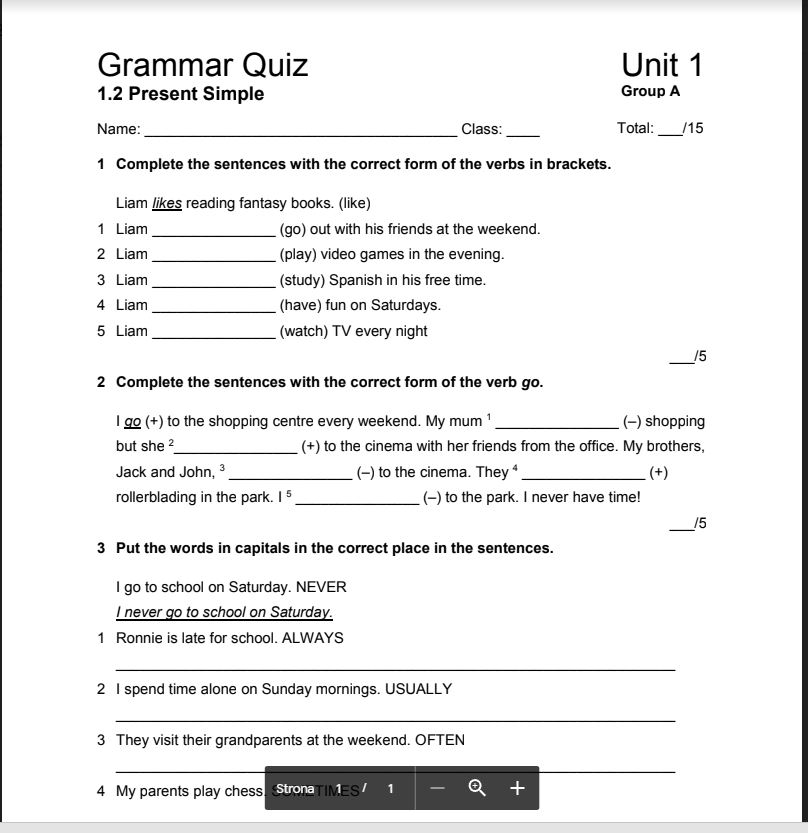 Grammar Quiz Unit 1
1.2 Present Simple Group A
Name: ______________________________________ Class: ____ Total: ___/15
1 Complete the sentences with the correct form of the verbs in brackets.
Liam likes reading fantasy books. (like)
1 Liam _______________ (go) out with his friends at the weekend.
2 Liam _______________ (play) video games in the evening.
3 Liam _______________ (study) Spanish in his free time.
4 Liam _______________ (have) fun on Saturdays.
5 Liam _______________ (watch) TV every night
___/5
2 Complete the sentences with the correct form of the verb go.
I go (+) to the shopping centre every weekend. My mum ¹ _______________ (–) shopping
but she ²_______________ (+) to the cinema with her friends from the office. My brothers,
Jack and John, ³ _______________ (–) to the cinema. They ⁴ _______________ (+)
rollerblading in the park. I ⁵ _______________ (–) to the park. I never have time!
___/5
3 Put the words in capitals in the correct place in the sentences.
I go to school on Saturday. NEVER
I never go to school on Saturday.
1 Ronnie is late for school. ALWAYS
2 I spend time alone on Sunday mornings. USUALLY
3 They visit their grandparents at the weekend. OFTEN
4 My parents play chess. SOMETIMES
Strona 1 / 1